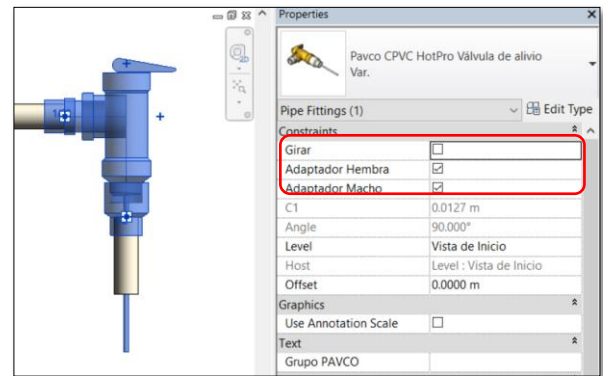 Properties
Pavco CPVC HotPro Válvula de alivio
Var.
Pipe Fittings (1)
Edit Type
Constraints
Girar
Adaptador Hembra
Adaptador Macho
C1 0.0127 m
Angle 90.000°
Level Vista de Inicio
Host Level : Vista de Inicio
Offset 0.0000 m
Graphics
Use Annotation Scale
Text
Grupo PAVCO
2D